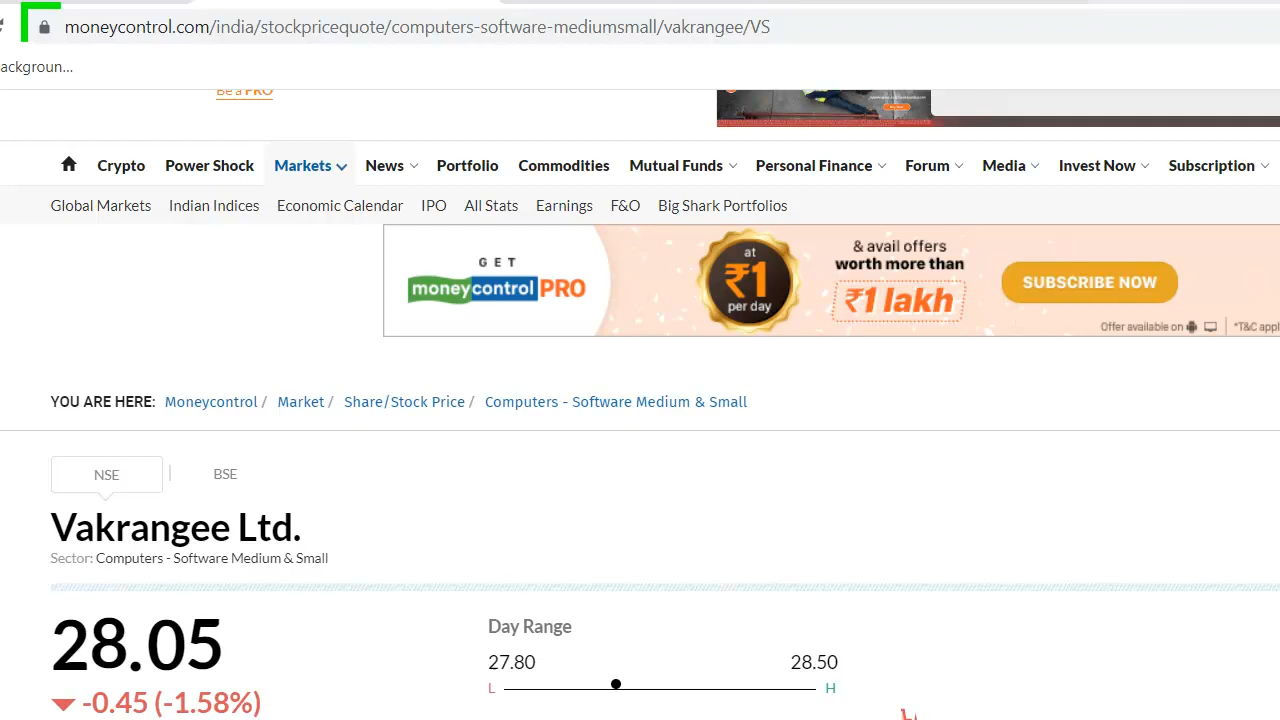 moneycontrol.com/india/stockpricequote/computers-software-mediumsmall/vakrangee/VS
ackgroun...
Be a PRO
Crypto Power Shock Markets News Portfolio Commodities Mutual Funds Personal Finance Forum Media Invest Now Subscription
Global Markets Indian Indices Economic Calendar IPO All Stats Earnings F&O Big Shark Portfolios
GET
moneycontrol PRO
at
₹1
per day
& avail offers
worth more than
₹1 lakh
SUBSCRIBE NOW
Offer available on | *T&C appl
YOU ARE HERE: Moneycontrol / Market / Share/Stock Price / Computers - Software Medium & Small
NSE | BSE
Vakrangee Ltd.
Sector: Computers - Software Medium & Small
28.05
-0.45 (-1.58%)
Day Range
27.80 28.50
L H